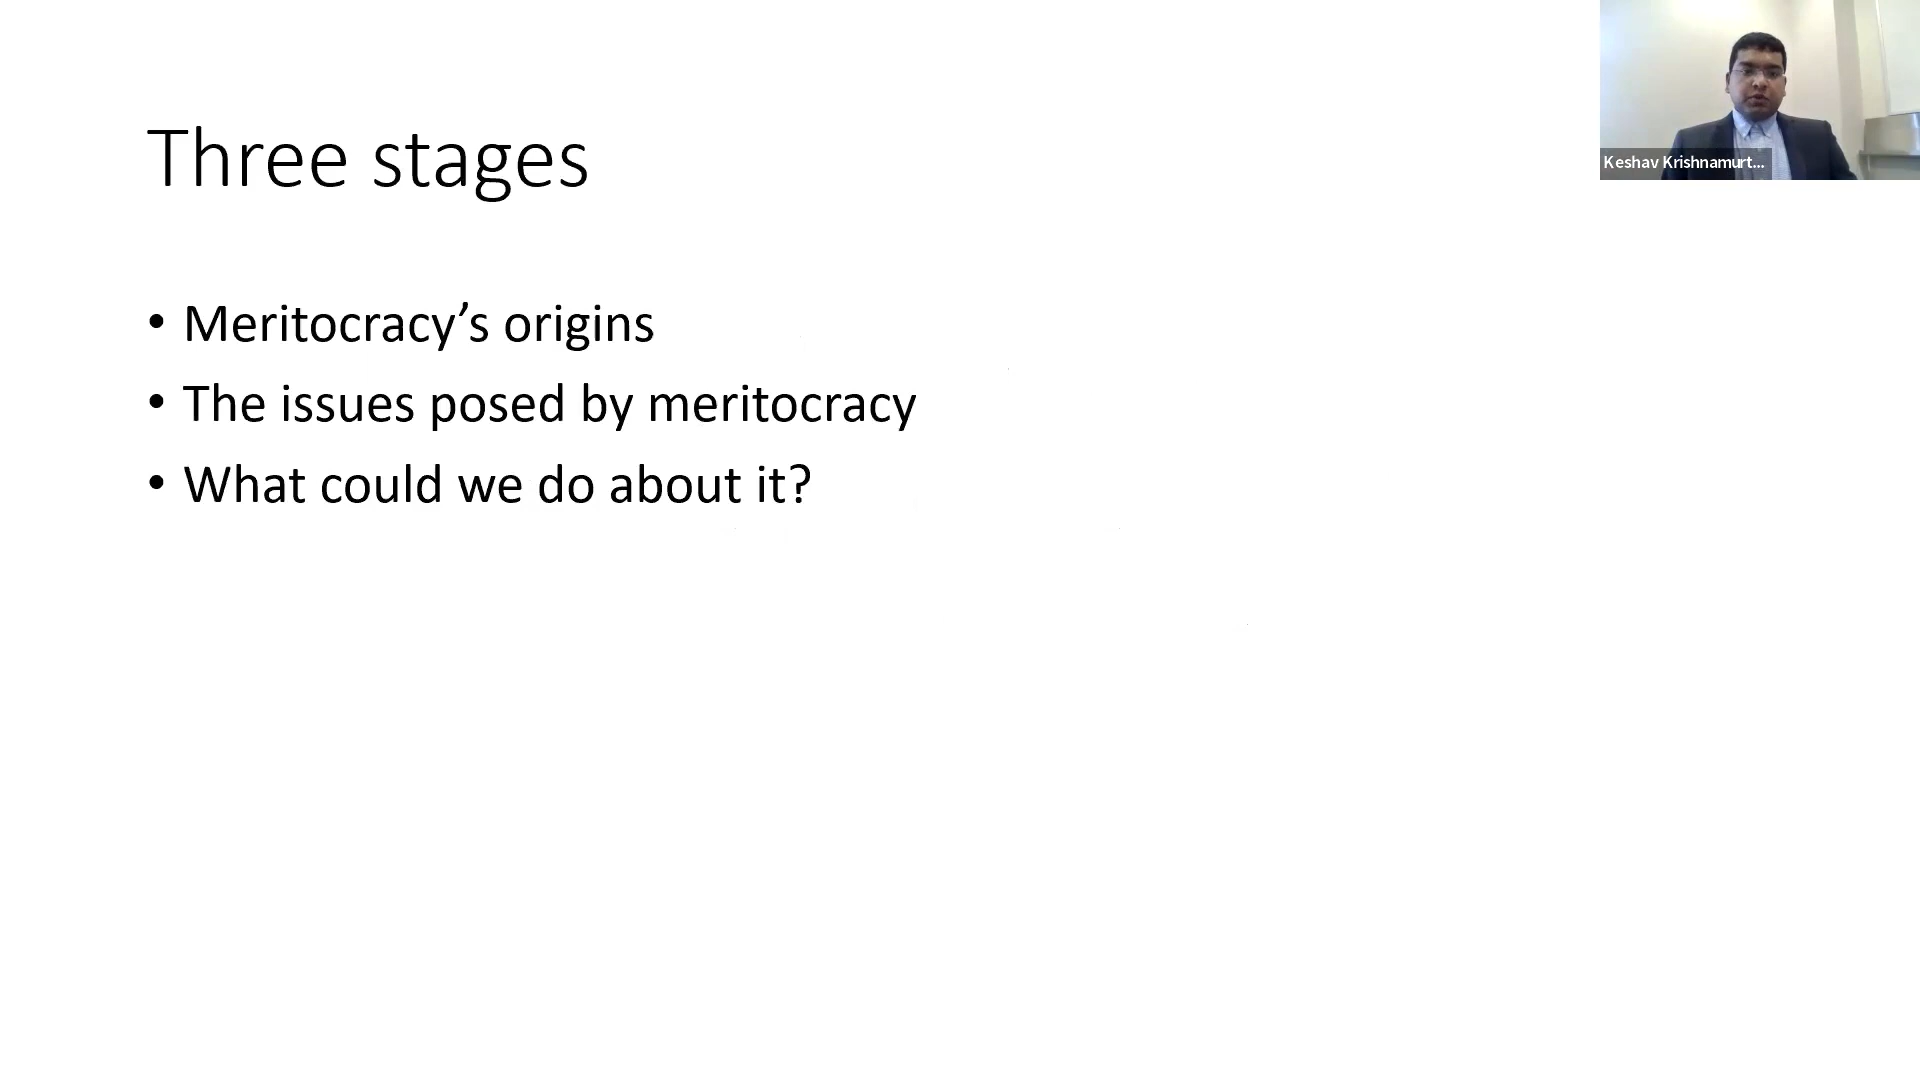 Three stages
• Meritocracy’s origins
• The issues posed by meritocracy
• What could we do about it?
Keshav Krishnamurt...